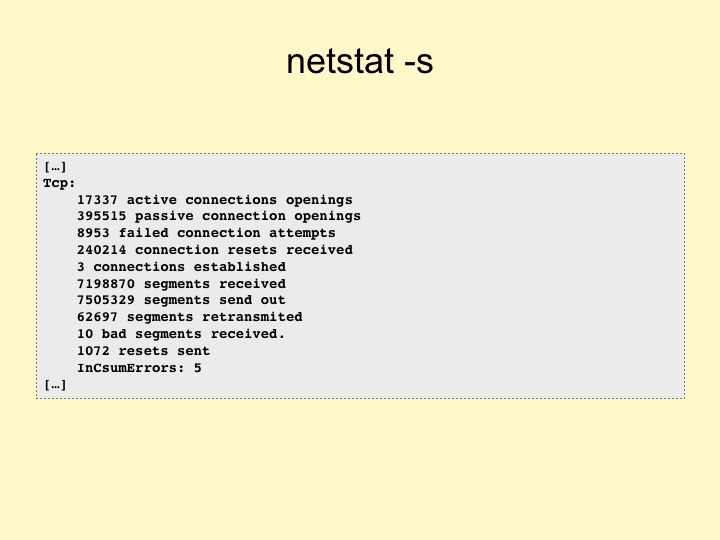 netstat -s
[…]
Tcp:
17337 active connections openings
395515 passive connection openings
8953 failed connection attempts
240214 connection resets received
3 connections established
7198870 segments received
7505329 segments send out
62697 segments retransmited
10 bad segments received.
1072 resets sent
InCsumErrors: 5
[…]